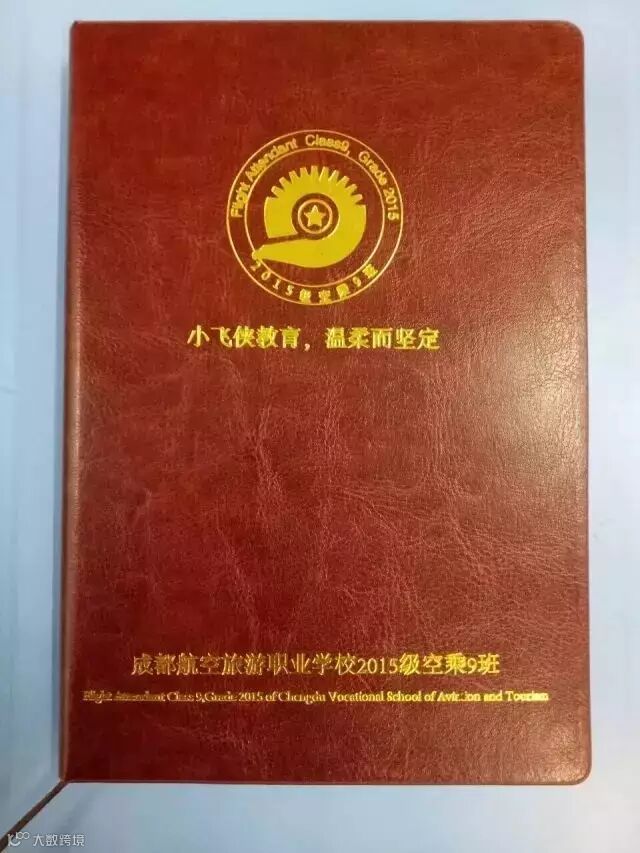 Flight Attendant Class9, Grade 2015
2015级空乘9班
小飞侠教育，温柔而坚定
成都航空旅游职业学校2015级空乘9班
Flight Attendant Class 9,Grade 2015 of Chengdu Vocational School of Aviation and Tourism
大数跨境